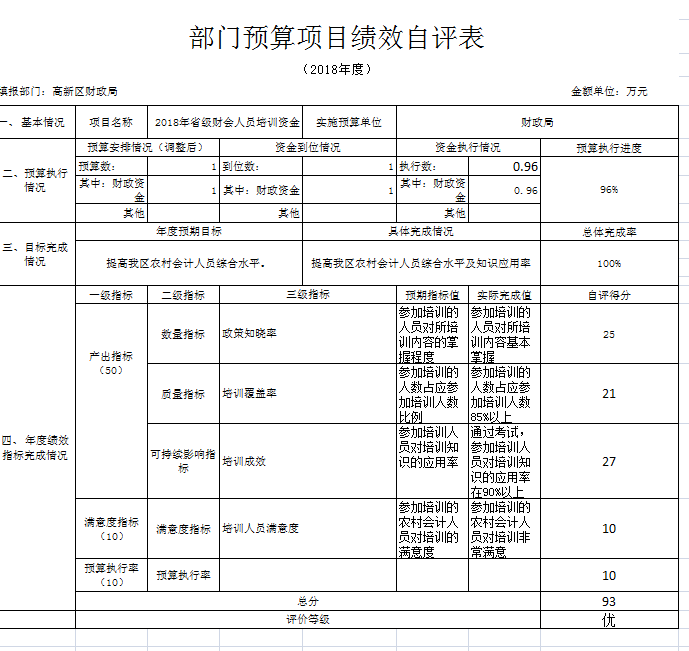 部门预算项目绩效自评表
（2018年度）
填报部门：高新区财政局 金额单位：万元
一、基本情况 项目名称 2018年省级财会人员培训资金 实施预算单位 财政局
二、预算执行情况 预算安排情况（调整后） 资金到位情况 资金执行情况 预算执行进度
预算数： 1 到位数： 1 执行数： 0.96 96%
其中：财政资金 1 其中：财政资金 1 其中：财政资金 0.96
其他 其他 其他
三、目标完成情况 年度预期目标 具体完成情况 总体完成率
提高我区农村会计人员综合水平。 提高我区农村会计人员综合水平及知识应用率 100%
四、年度绩效指标完成情况 一级指标 二级指标 三级指标 预期指标值 实际完成值 自评得分
产出指标（50） 数量指标 政策知晓率 参加培训的人员对所培训内容的掌握程度 参加培训的人员对所培训内容基本掌握 25
质量指标 培训覆盖率 参加培训的人数占应参加培训人数比例 参加培训的人数占应参加培训人数85%以上 21
可持续影响指标 培训成效 参加培训人员对培训知识的应用率 通过考试，参加培训人员对培训知识的应用率在90%以上 27
满意度指标（10） 满意度指标 培训人员满意度 参加培训的农村会计人员对培训的满意度 参加培训的农村会计人员对培训非常满意 10
预算执行率（10） 预算执行率 10
总分 93
评价等级 优